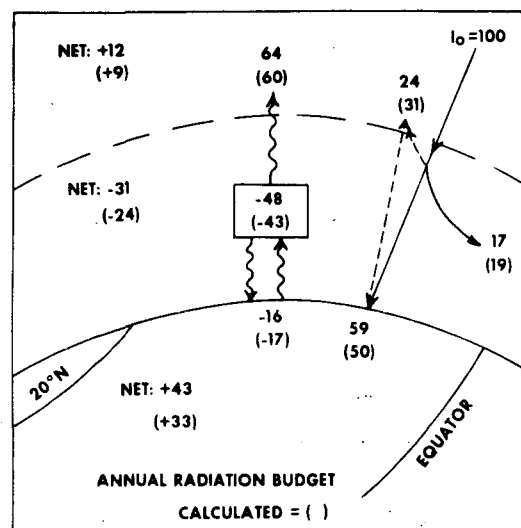 I₀=100
NET: +12
(+9)
64
(60)
24
(31)
NET: -31
(-24)
-48
(-43)
17
(19)
-16
(-17)
59
(50)
20°N
NET: +43
(+33)
EQUATOR
ANNUAL RADIATION BUDGET
CALCULATED = ( )